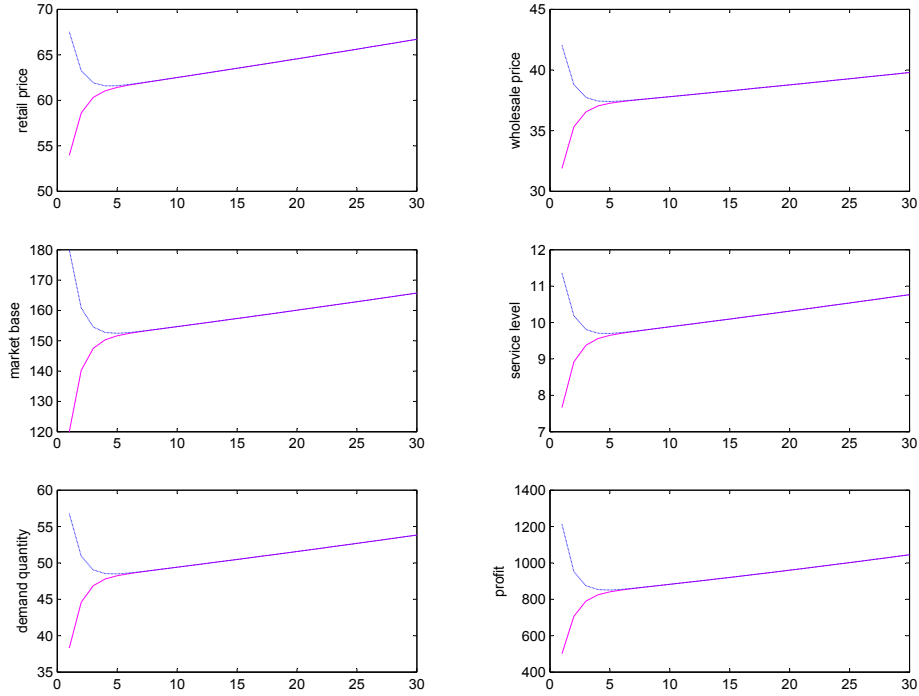 70
65
60
55
50
retail price
0 5 10 15 20 25 30
45
40
35
30
wholesale price
0 5 10 15 20 25 30
180
170
160
150
140
130
120
market base
0 5 10 15 20 25 30
12
11
10
9
8
7
service level
0 5 10 15 20 25 30
60
55
50
45
40
35
demand quantity
0 5 10 15 20 25 30
1400
1200
1000
800
600
400
profit
0 5 10 15 20 25 30